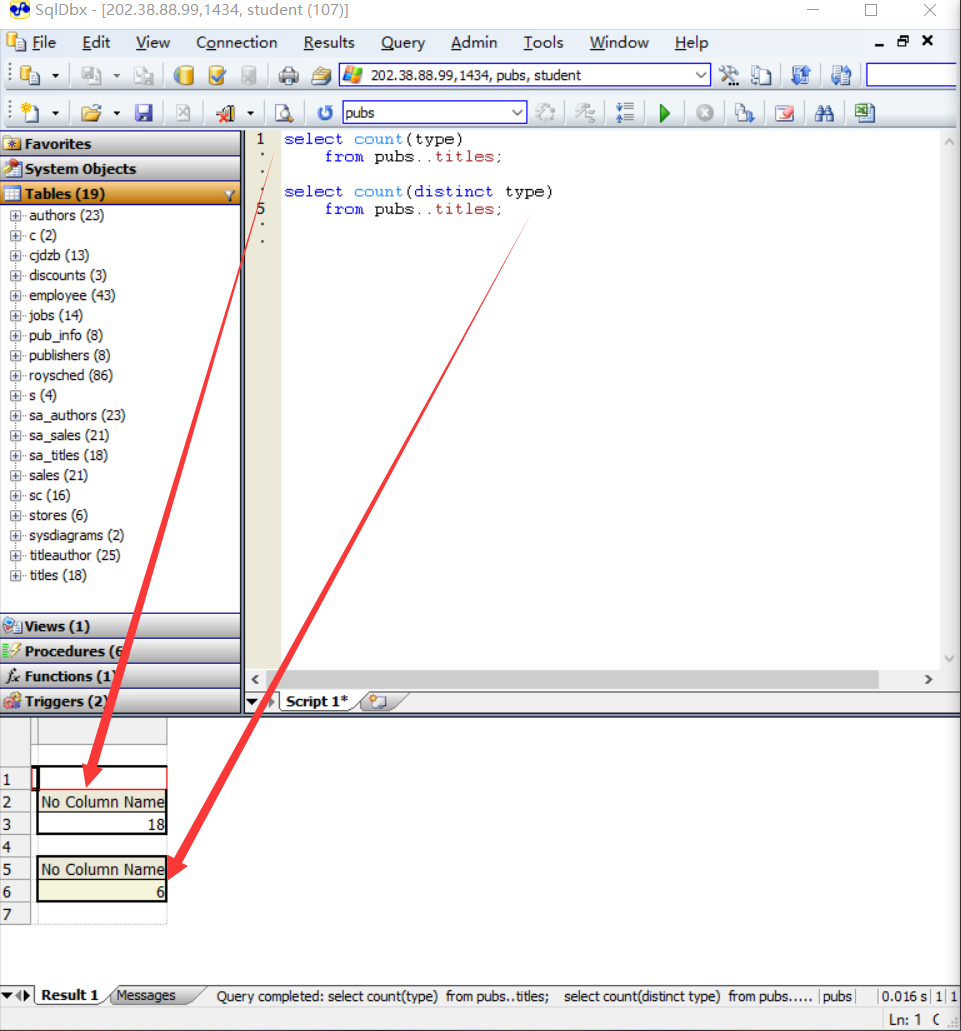 SqlDbx - [202.38.88.99,1434, student (107)]
File Edit View Connection Results Query Admin Tools Window Help
202.38.88.99,1434, pubs, student
pubs
Favorites
System Objects
Tables (19)
authors (23)
c (2)
cjdzb (13)
discounts (3)
employee (43)
jobs (14)
pub_info (8)
publishers (8)
roysched (86)
s (4)
sa_authors (23)
sa_sales (21)
sa_titles (18)
sales (21)
sc (16)
stores (6)
sysdiagrams (2)
titleauthor (25)
titles (18)
Views (1)
Procedures (6
Functions (1)
Triggers (2)
1 select count(type)
from pubs..titles;
select count(distinct type)
5 from pubs..titles;
Script 1*
1
2 No Column Name
3 18
4
5 No Column Name
6 6
7
Result 1 Messages Query completed: select count(type) from pubs..titles; select count(distinct type) from pubs..... pubs 0.016 s 1 1
Ln: 1 C